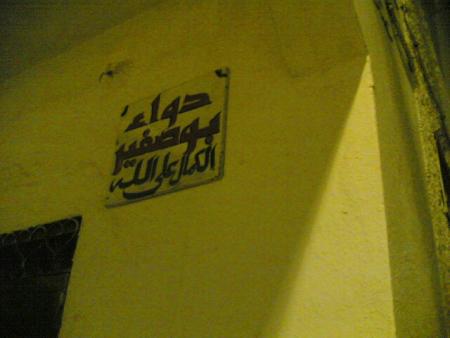 دواء
بوصفير
الكمال على الله